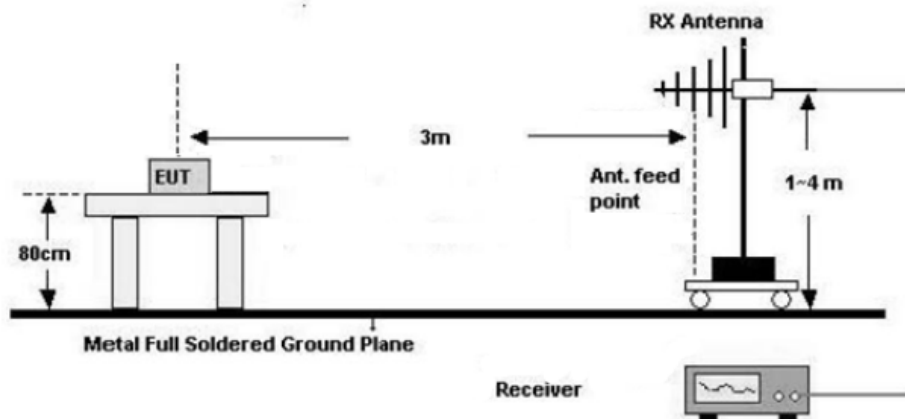 RX Antenna
3m
EUT
Ant. feed
point
1~4 m
80cm
Metal Full Soldered Ground Plane
Receiver